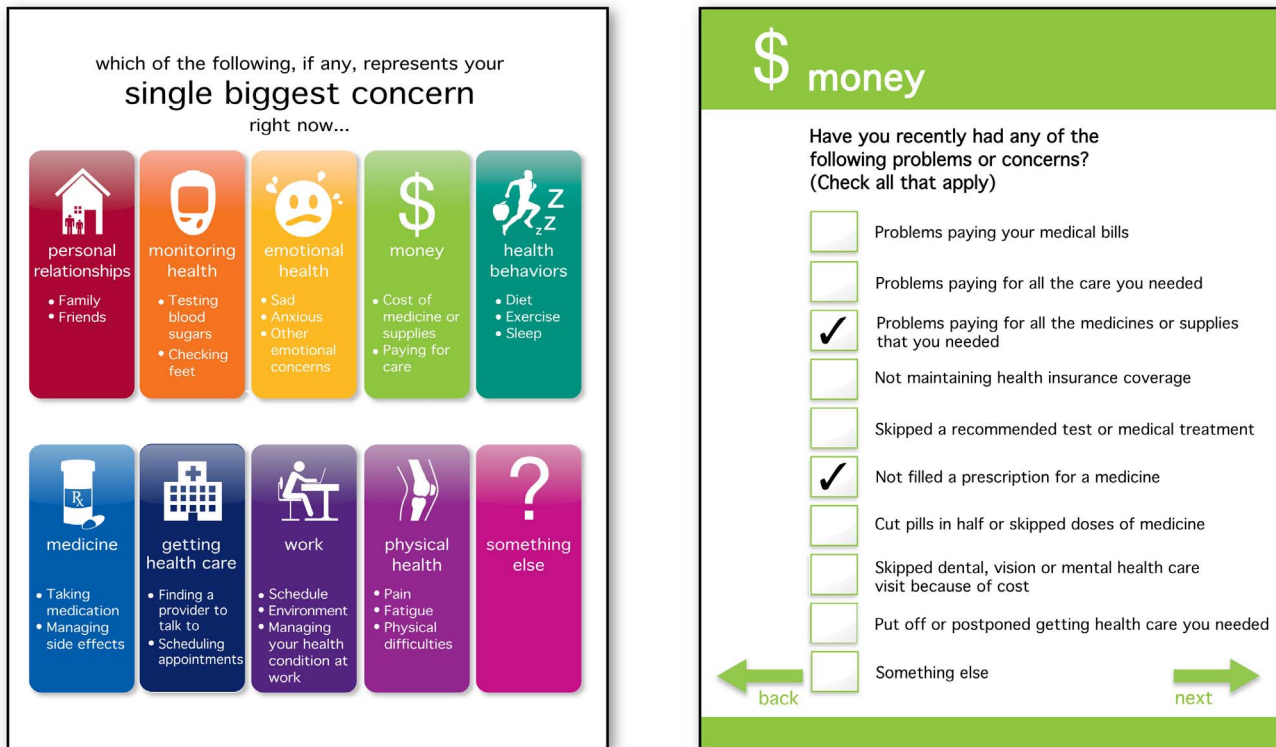 which of the following, if any, represents your
single biggest concern
right now...
personal
relationships
• Family
• Friends
monitoring
health
• Testing
blood
sugars
• Checking
feet
emotional
health
• Sad
• Anxious
• Other
emotional
concerns
$
money
• Cost of
medicine or
supplies
• Paying for
care
z
z
z
health
behaviors
• Diet
• Exercise
• Sleep
Rx
medicine
• Taking
medication
• Managing
side effects
getting
health care
• Finding a
provider to
talk to
• Scheduling
appointments
work
• Schedule
• Environment
• Managing
your health
condition at
work
physical
health
• Pain
• Fatigue
• Physical
difficulties
?
something
else
$ money
Have you recently had any of the
following problems or concerns?
(Check all that apply)
Problems paying your medical bills
Problems paying for all the care you needed
✓ Problems paying for all the medicines or supplies
that you needed
Not maintaining health insurance coverage
Skipped a recommended test or medical treatment
✓ Not filled a prescription for a medicine
Cut pills in half or skipped doses of medicine
Skipped dental, vision or mental health care
visit because of cost
Put off or postponed getting health care you needed
Something else
back
next